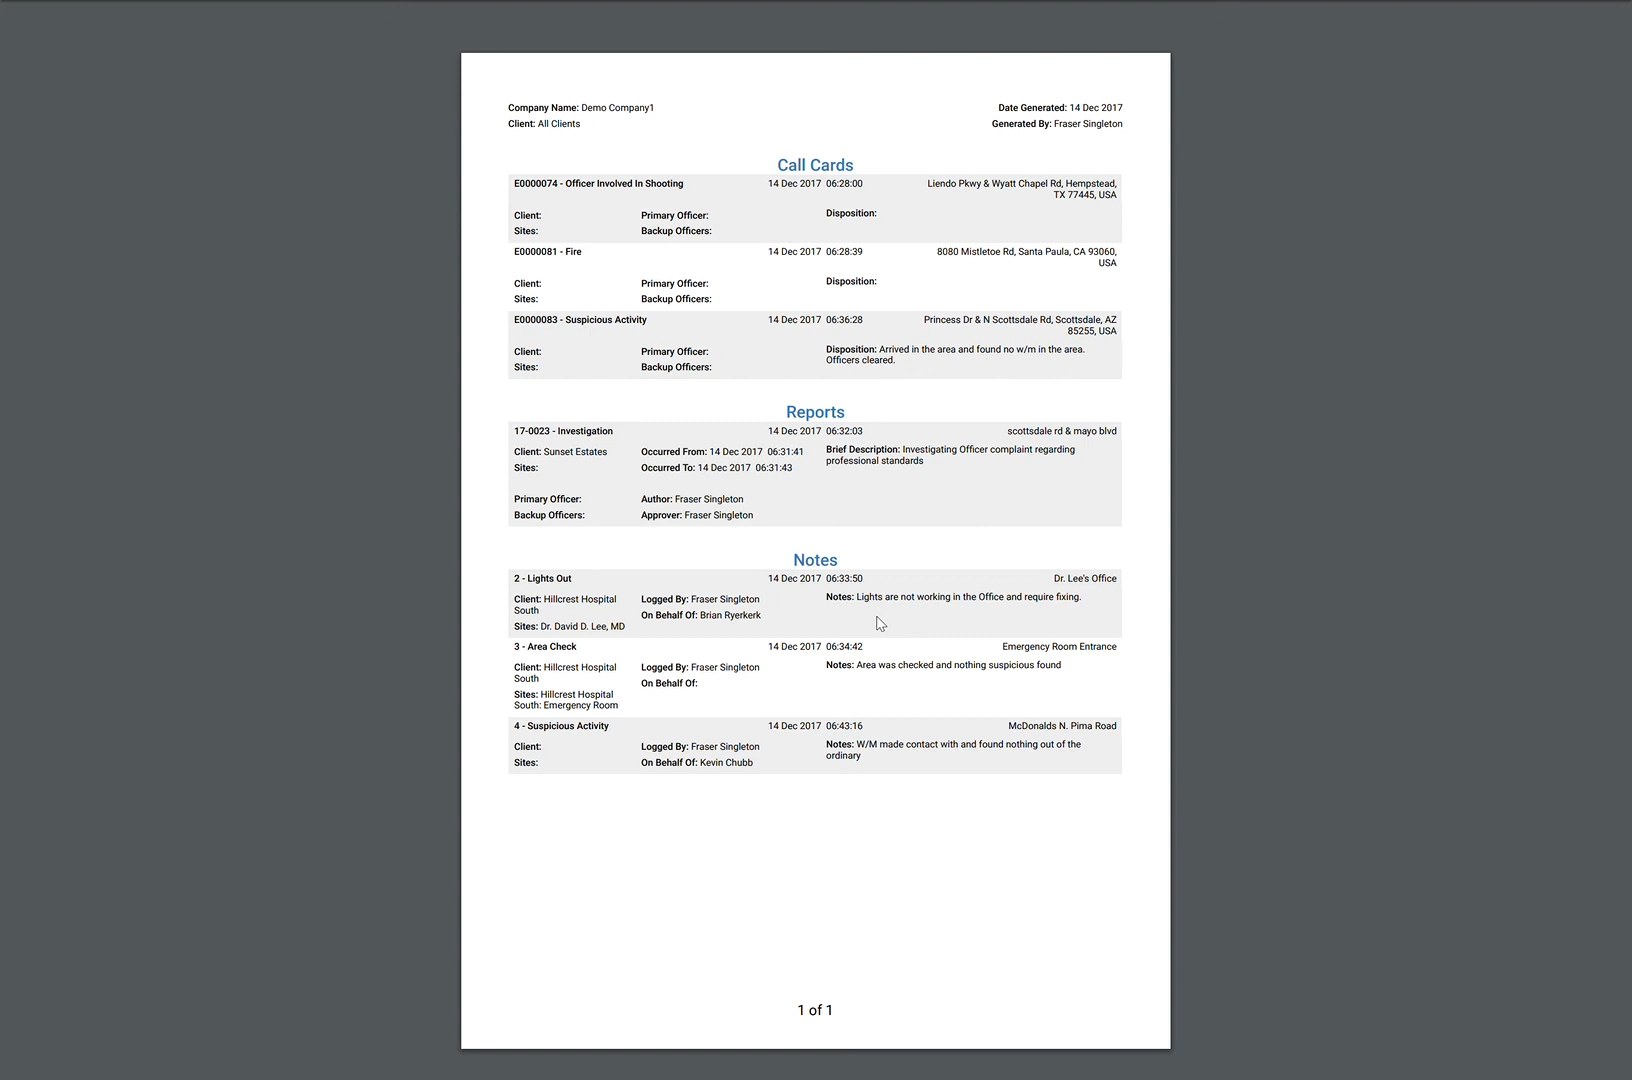 Company Name: Demo Company1
Date Generated: 14 Dec 2017
Client: All Clients
Generated By: Fraser Singleton
Call Cards
E0000074 - Officer Involved In Shooting 14 Dec 2017 06:28:00 Liendo Pkwy & Wyatt Chapel Rd, Hempstead,
TX 77445, USA
Client: Primary Officer: Disposition:
Sites: Backup Officers:
E0000081 - Fire 14 Dec 2017 06:28:39 8080 Mistletoe Rd, Santa Paula, CA 93060,
USA
Client: Primary Officer: Disposition:
Sites: Backup Officers:
E0000083 - Suspicious Activity 14 Dec 2017 06:36:28 Princess Dr & N Scottsdale Rd, Scottsdale, AZ
85255, USA
Client: Primary Officer: Disposition: Arrived in the area and found no w/m in the area.
Officers cleared.
Sites: Backup Officers:
Reports
17-0023 - Investigation 14 Dec 2017 06:32:03 scottsdale rd & mayo blvd
Client: Sunset Estates Occurred From: 14 Dec 2017 06:31:41 Brief Description: Investigating Officer complaint regarding
professional standards
Sites: Occurred To: 14 Dec 2017 06:31:43
Primary Officer: Author: Fraser Singleton
Backup Officers: Approver: Fraser Singleton
Notes
2 - Lights Out 14 Dec 2017 06:33:50 Dr. Lee's Office
Client: Hillcrest Hospital
South
Logged By: Fraser Singleton
Notes: Lights are not working in the Office and require fixing.
On Behalf Of: Brian Ryerkerk
Sites: Dr. David D. Lee, MD
3 - Area Check 14 Dec 2017 06:34:42 Emergency Room Entrance
Client: Hillcrest Hospital
South
Logged By: Fraser Singleton
Notes: Area was checked and nothing suspicious found
On Behalf Of:
Sites: Hillcrest Hospital
South: Emergency Room
4 - Suspicious Activity 14 Dec 2017 06:43:16 McDonalds N. Pima Road
Client: Logged By: Fraser Singleton Notes: W/M made contact with and found nothing out of the
ordinary
Sites: On Behalf Of: Kevin Chubb
1 of 1